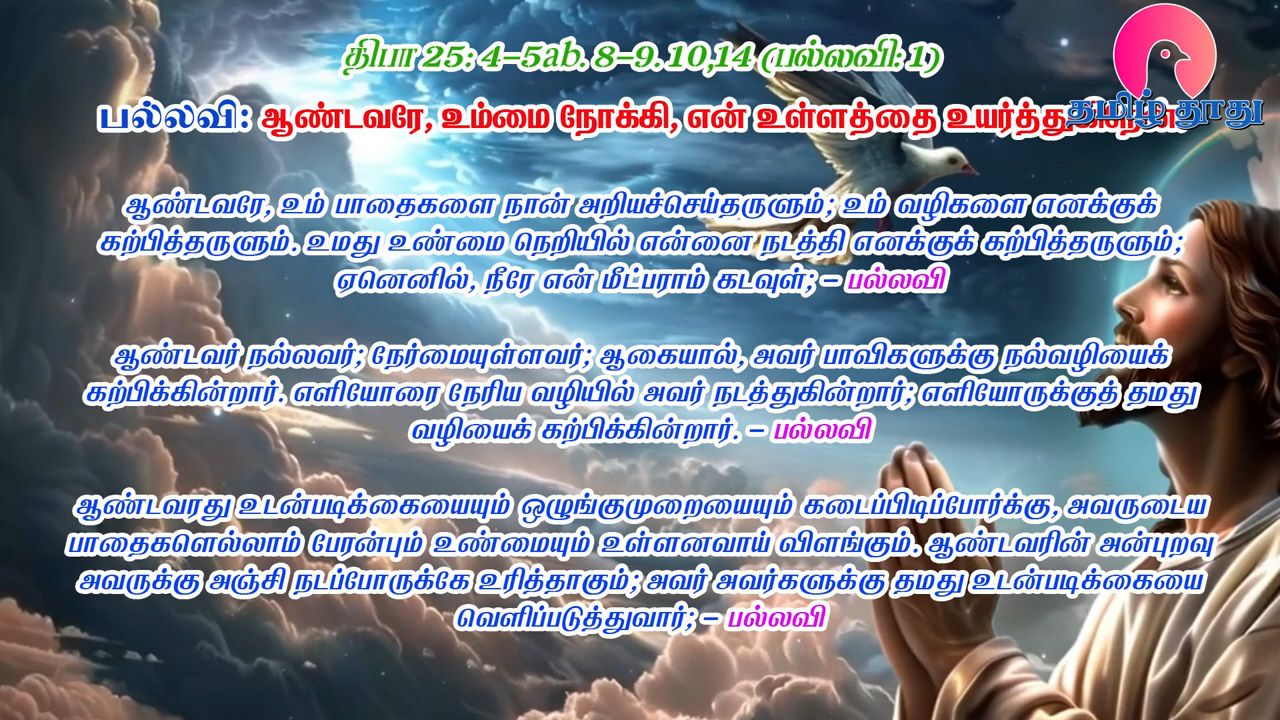 திபா 25: 4-5ab. 8-9. 10,14 (பல்லவி: 1)
தமிழ் தூது
பல்லவி: ஆண்டவரே, உம்மை நோக்கி, என் உள்ளத்தை
ஆண்டவரே, உம் பாதைகளை நான் அறியச்செய்தருளும்; உம் வழிகளை எனக்குக்
கற்பித்தருளும். உமது உண்மை நெறியில் என்னை நடத்தி எனக்குக் கற்பித்தருளும்;
ஏனெனில், நீரே என் மீட்பராம் கடவுள்; – பல்லவி
ஆண்டவர் நல்லவர்; நேர்மையுள்ளவர்; ஆகையால், அவர் பாவிகளுக்கு நல்வழியைக்
கற்பிக்கின்றார். எளியோரை நேரிய வழியில் அவர் நடத்துகின்றார்; எளியோருக்குத் தமது
வழியைக் கற்பிக்கின்றார். – பல்லவி
ஆண்டவரது உடன்படிக்கையையும் ஒழுங்குமுறையையும் கடைப்பிடிப்போர்க்கு, அவருடைய
பாதைகளெல்லாம் பேரன்பும் உண்மையும் உள்ளனவாய் விளங்கும். ஆண்டவரின் அன்புறவு
அவருக்கு அஞ்சி நடப்போருக்கே உரித்தாகும்; அவர் அவர்களுக்கு தமது உடன்படிக்கையை
வெளிப்படுத்துவார்; – பல்லவி